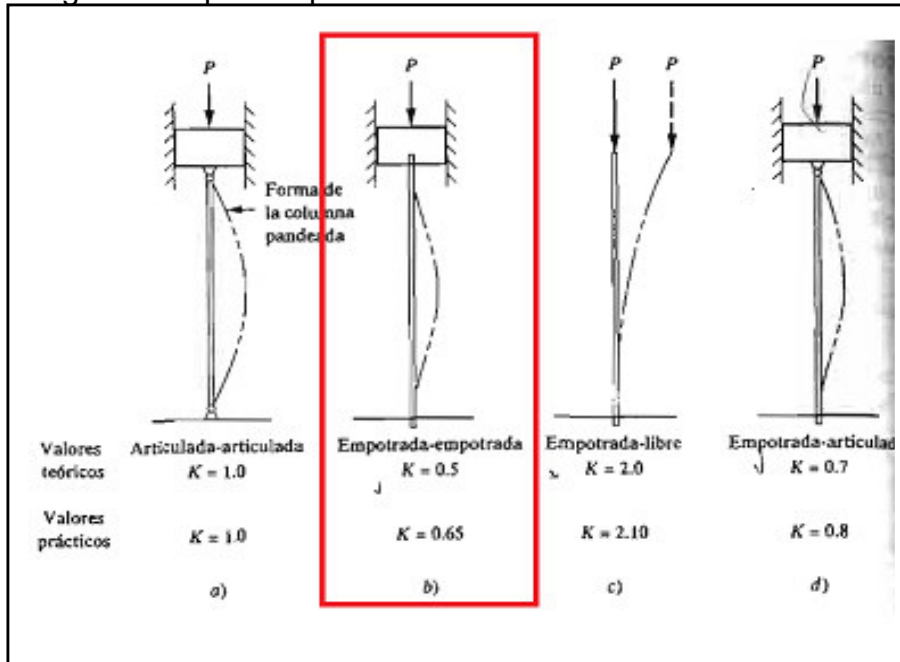 P
P
P
P
P
Forma de
la columna
pandeada
Valores
teóricos
Articulada-articulada
K = 1.0
Empotrada-empotrada
K = 0.5
Empotrada-libre
K = 2.0
Empotrada-articulad
K = 0.7
Valores
prácticos
K = 1.0
K = 0.65
K = 2.10
K = 0.8
a)
b)
c)
d)